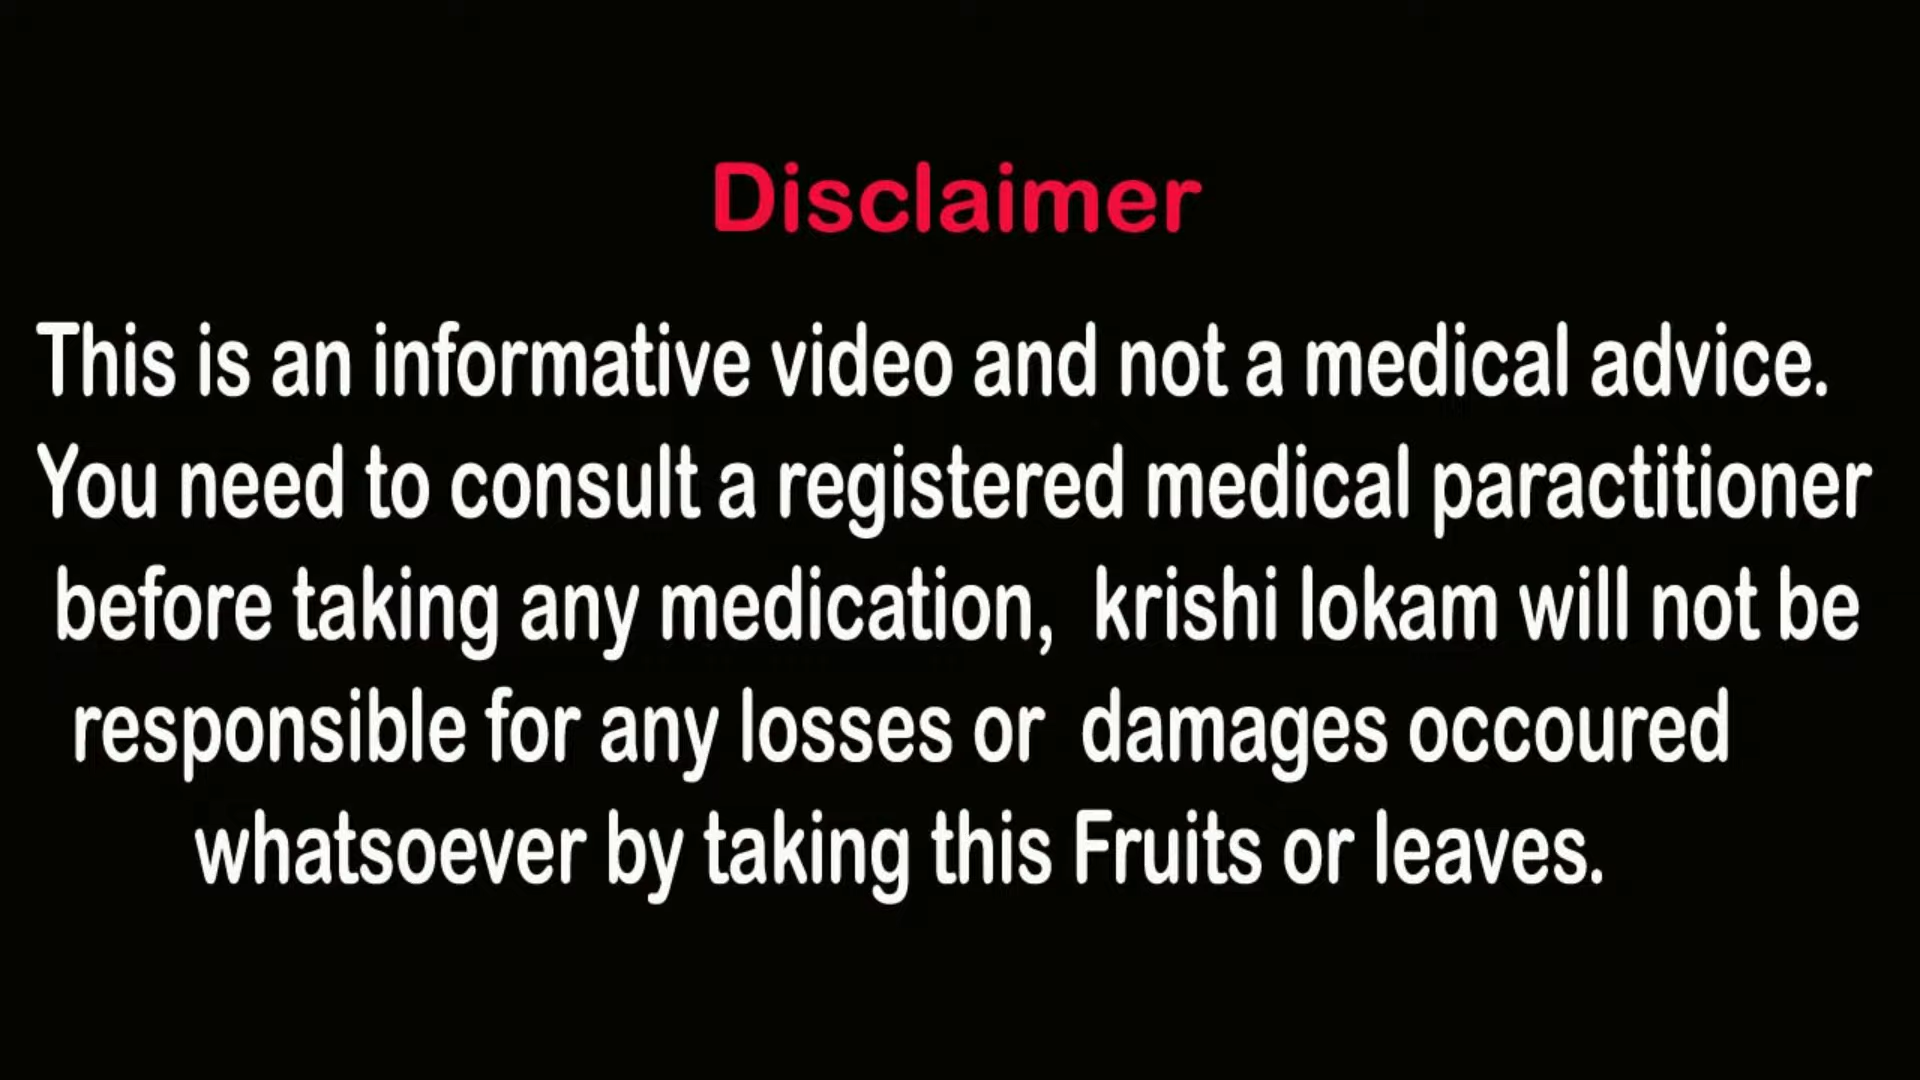 Disclaimer
This is an informative video and not a medical advice.
You need to consult a registered medical paractitioner
before taking any medication, krishi lokam will not be
responsible for any losses or damages occoured
whatsoever by taking this Fruits or leaves.